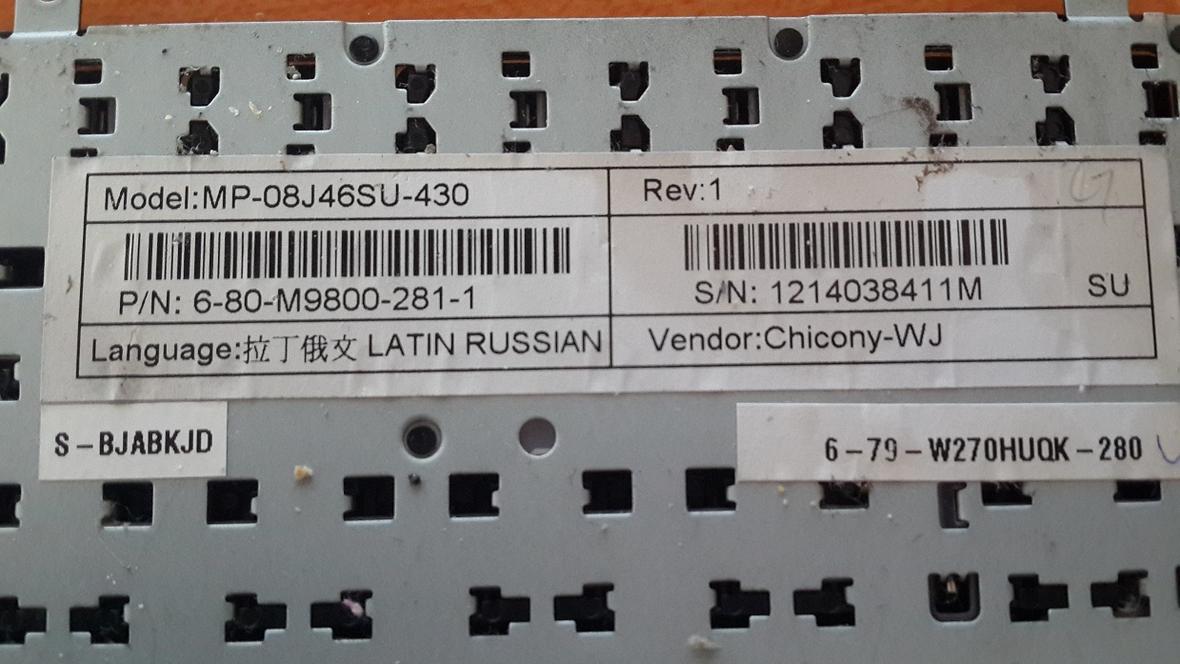 Model:MP-08J46SU-430
Rev:1
P/N: 6-80-M9800-281-1
S/N: 1214038411M
SU
Language:拉丁俄文 LATIN RUSSIAN
Vendor:Chicony-WJ
S-BJABKJD
6-79-W270HUQK-280